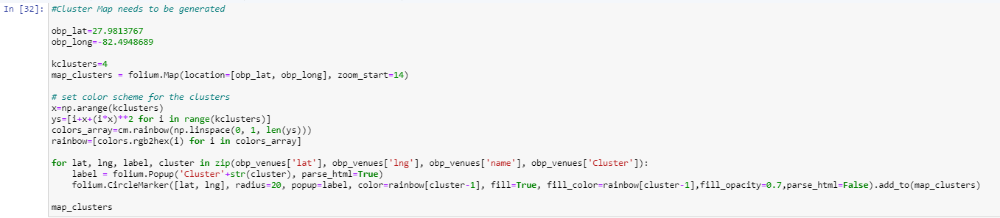 In [32]: #Cluster Map needs to be generated
obp_lat=27.9813767
obp_long=-82.4948689
kclusters=4
map_clusters = folium.Map(location=[obp_lat, obp_long], zoom_start=14)
# set color scheme for the clusters
x=np.arange(kclusters)
ys=[i+x+(i*x)**2 for i in range(kclusters)]
colors_array=cm.rainbow(np.linspace(0, 1, len(ys)))
rainbow=[colors.rgb2hex(i) for i in colors_array]
for lat, lng, label, cluster in zip(obp_venues['lat'], obp_venues['lng'], obp_venues['name'], obp_venues['Cluster']):
    label = folium.Popup('Cluster'+str(cluster), parse_html=True)
    folium.CircleMarker([lat, lng], radius=20, popup=label, color=rainbow[cluster-1], fill=True, fill_color=rainbow[cluster-1],fill_opacity=0.7,parse_html=False).add_to(map_clusters)
map_clusters